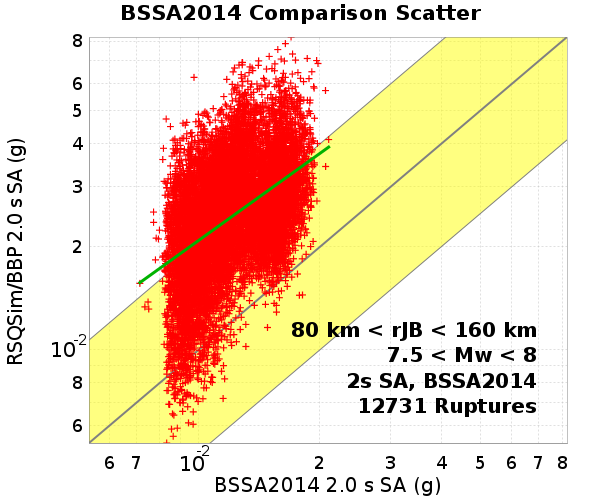 BSSA2014 Comparison Scatter
RSQSim/BBP 2.0 s SA (g)
8
6
5
4
3
2
10-2
8
6
80 km < rJB < 160 km
7.5 < Mw < 8
2s SA, BSSA2014
12731 Ruptures
6 7 10-2 2 3 4 5 6 7 8
BSSA2014 2.0 s SA (g)